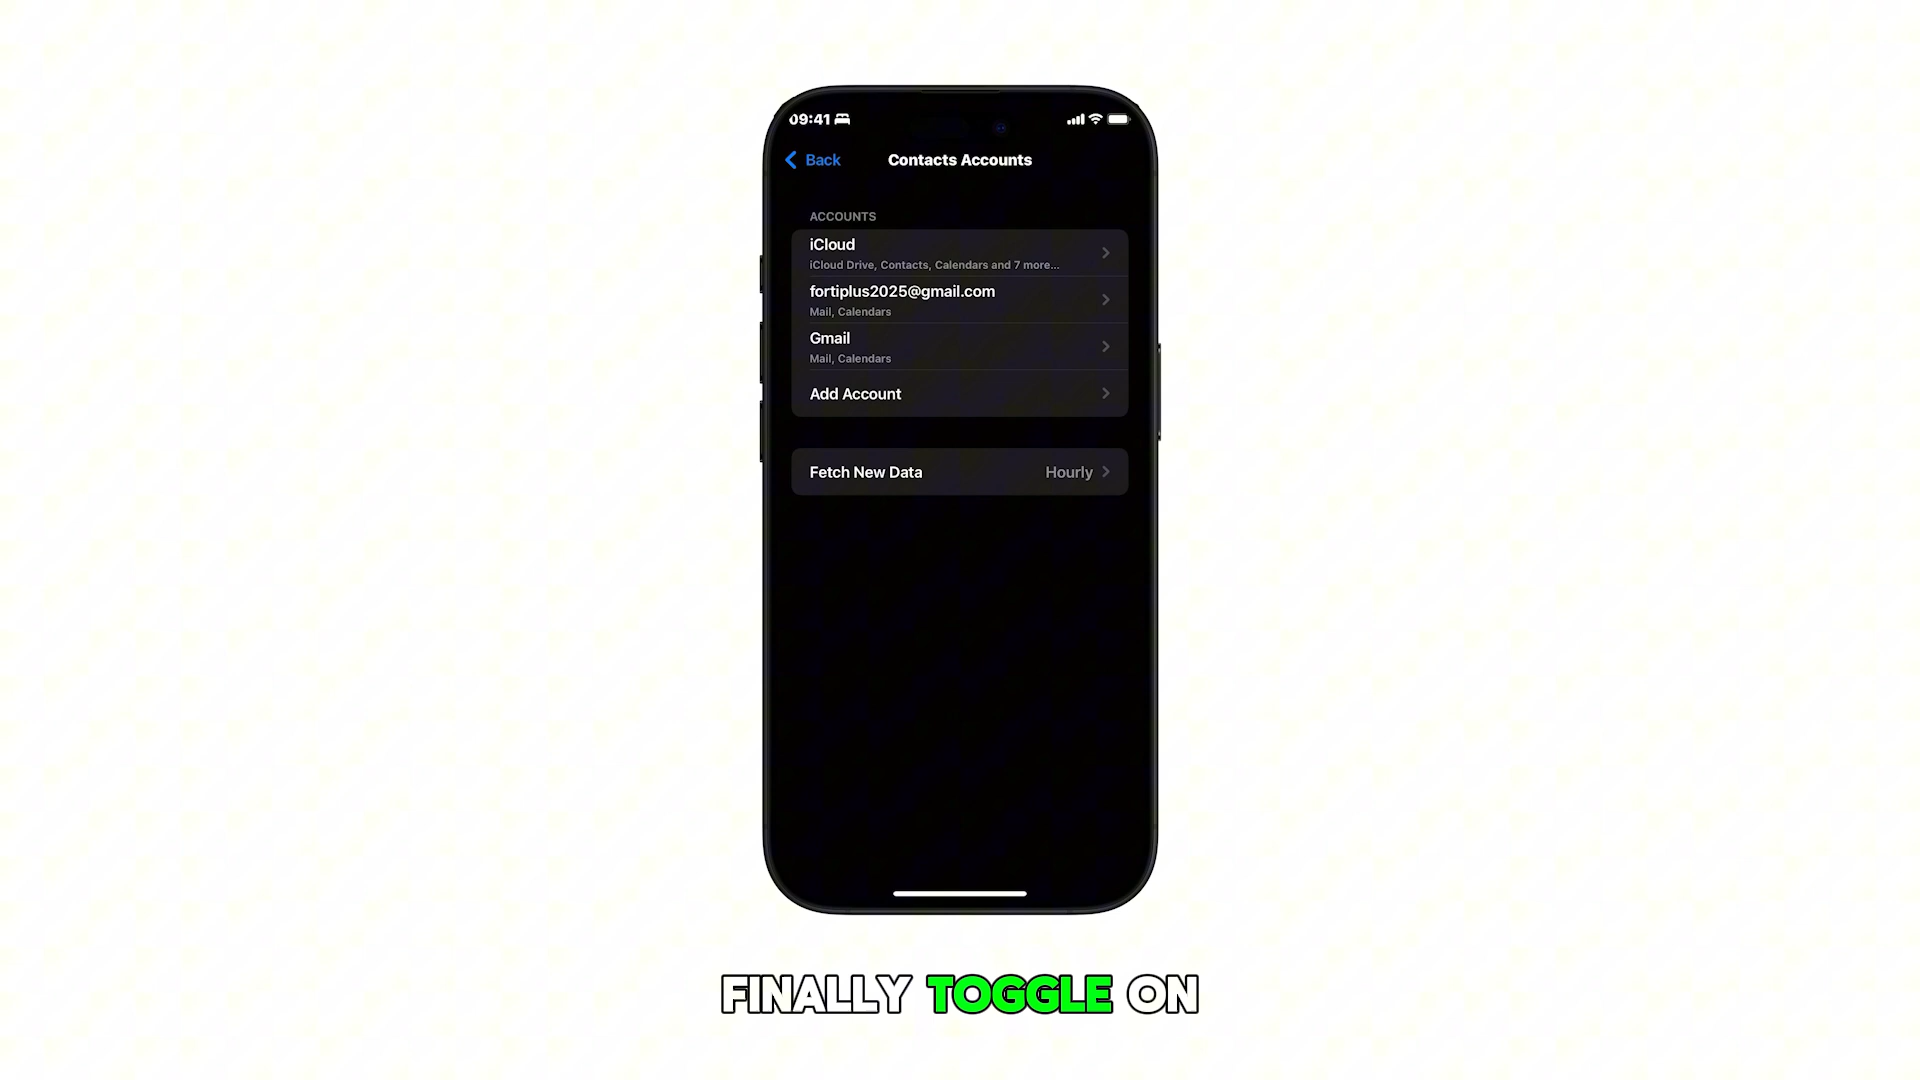 09:41
Back
Contacts Accounts
ACCOUNTS
iCloud
iCloud Drive, Contacts, Calendars and 7 more...
fortiplus2025@gmail.com
Mail, Calendars
Gmail
Mail, Calendars
Add Account
Fetch New Data Hourly
FINALLY TOGGLE ON